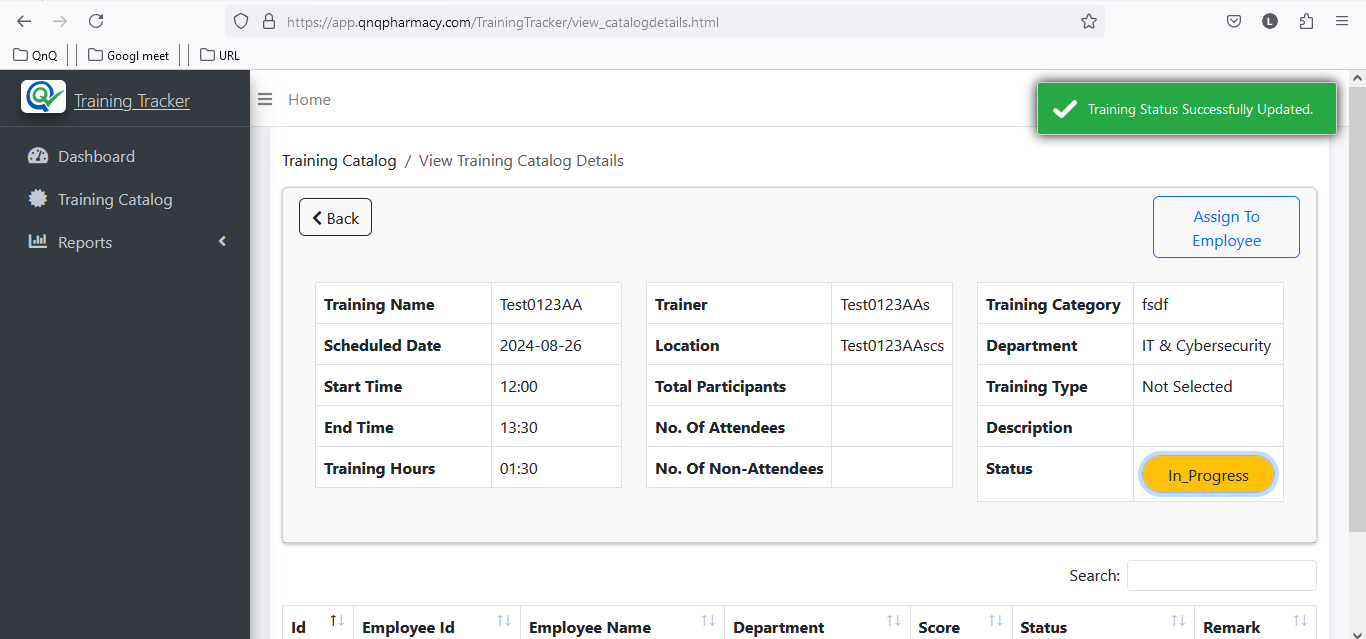 https://app.qnqpharmacy.com/TrainingTracker/view_catalogdetails.html
L
QnQ
Googl meet
URL
Training Tracker
Home
Training Status Successfully Updated.
Dashboard
Training Catalog
Reports
Training Catalog / View Training Catalog Details
Back
Assign To
Employee
Training Name Test0123AA
Scheduled Date 2024-08-26
Start Time 12:00
End Time 13:30
Training Hours 01:30
Trainer Test0123AAs
Location Test0123AAscs
Total Participants
No. Of Attendees
No. Of Non-Attendees
Training Category fsdf
Department IT & Cybersecurity
Training Type Not Selected
Description
Status In_Progress
Search:
Id Employee Id Employee Name Department Score Status Remark